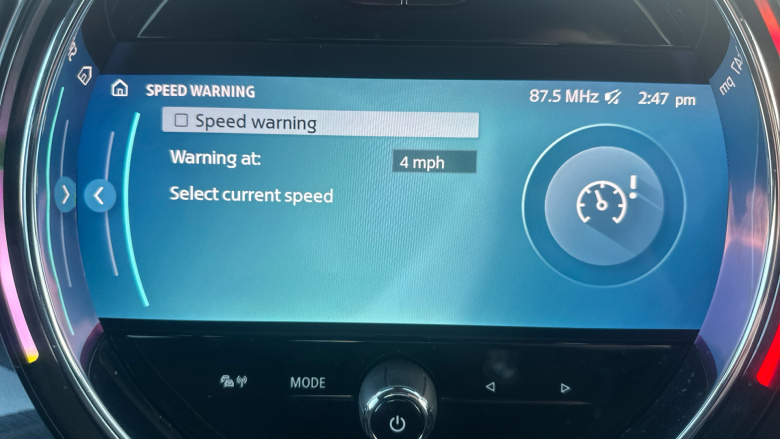 SPEED WARNING 87.5 MHz 2:47 pm
Speed warning
Warning at: 4 mph
Select current speed
MODE